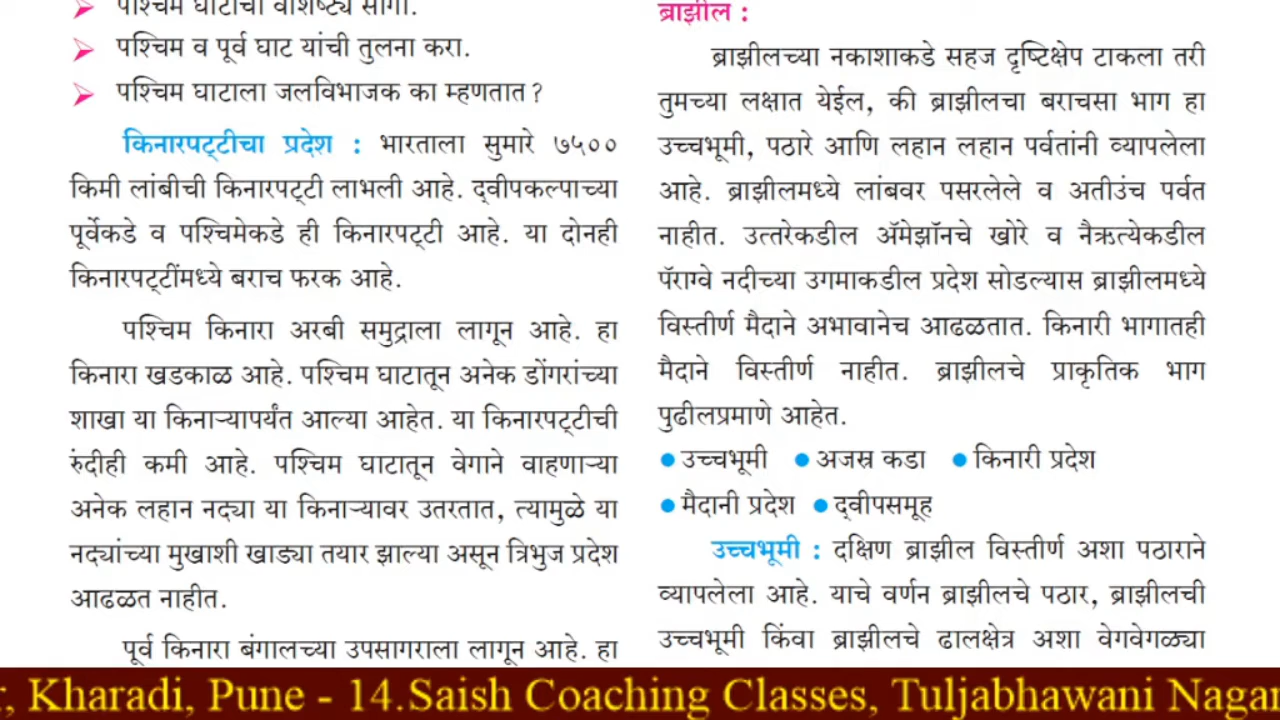 पश्चिम घाटाची वैशिष्ट्ये सांगा.
पश्चिम व पूर्व घाट यांची तुलना करा.
पश्चिम घाटाला जलविभाजक का म्हणतात?
किनारपट्टीचा प्रदेश : भारताला सुमारे ७५००
किमी लांबीची किनारपट्टी लाभली आहे. द्वीपकल्पाच्या
पूर्वेकडे व पश्चिमेकडे ही किनारपट्टी आहे. या दोनही
किनारपट्टींमध्ये बराच फरक आहे.
पश्चिम किनारा अरबी समुद्राला लागून आहे. हा
किनारा खडकाळ आहे. पश्चिम घाटातून अनेक डोंगरांच्या
शाखा या किनाऱ्यापर्यंत आल्या आहेत. या किनारपट्टीची
रुंदीही कमी आहे. पश्चिम घाटातून वेगाने वाहणाऱ्या
अनेक लहान नद्या या किनाऱ्यावर उतरतात, त्यामुळे या
नद्यांच्या मुखाशी खाड्या तयार झाल्या असून त्रिभुज प्रदेश
आढळत नाहीत.
पूर्व किनारा बंगालच्या उपसागराला लागून आहे. हा
ब्राझील :
ब्राझीलच्या नकाशाकडे सहज दृष्टिक्षेप टाकला तरी
तुमच्या लक्षात येईल, की ब्राझीलचा बराचसा भाग हा
उच्चभूमी, पठारे आणि लहान लहान पर्वतांनी व्यापलेला
आहे. ब्राझीलमध्ये लांबवर पसरलेले व अतीउंच पर्वत
नाहीत. उत्तरेकडील ॲमेझॉनचे खोरे व नैऋत्येकडील
पॅराग्वे नदीच्या उगमाकडील प्रदेश सोडल्यास ब्राझीलमध्ये
विस्तीर्ण मैदाने अभावानेच आढळतात. किनारी भागातही
मैदाने विस्तीर्ण नाहीत. ब्राझीलचे प्राकृतिक भाग
पुढीलप्रमाणे आहेत.
● उच्चभूमी ● अजस्र कडा ● किनारी प्रदेश
● मैदानी प्रदेश ● द्वीपसमूह
उच्चभूमी : दक्षिण ब्राझील विस्तीर्ण अशा पठाराने
व्यापलेला आहे. याचे वर्णन ब्राझीलचे पठार, ब्राझीलची
उच्चभूमी किंवा ब्राझीलचे ढालक्षेत्र अशा वेगवेगळ्या
r, Kharadi, Pune - 14.Saish Coaching Classes, Tuljabhawani Nagar